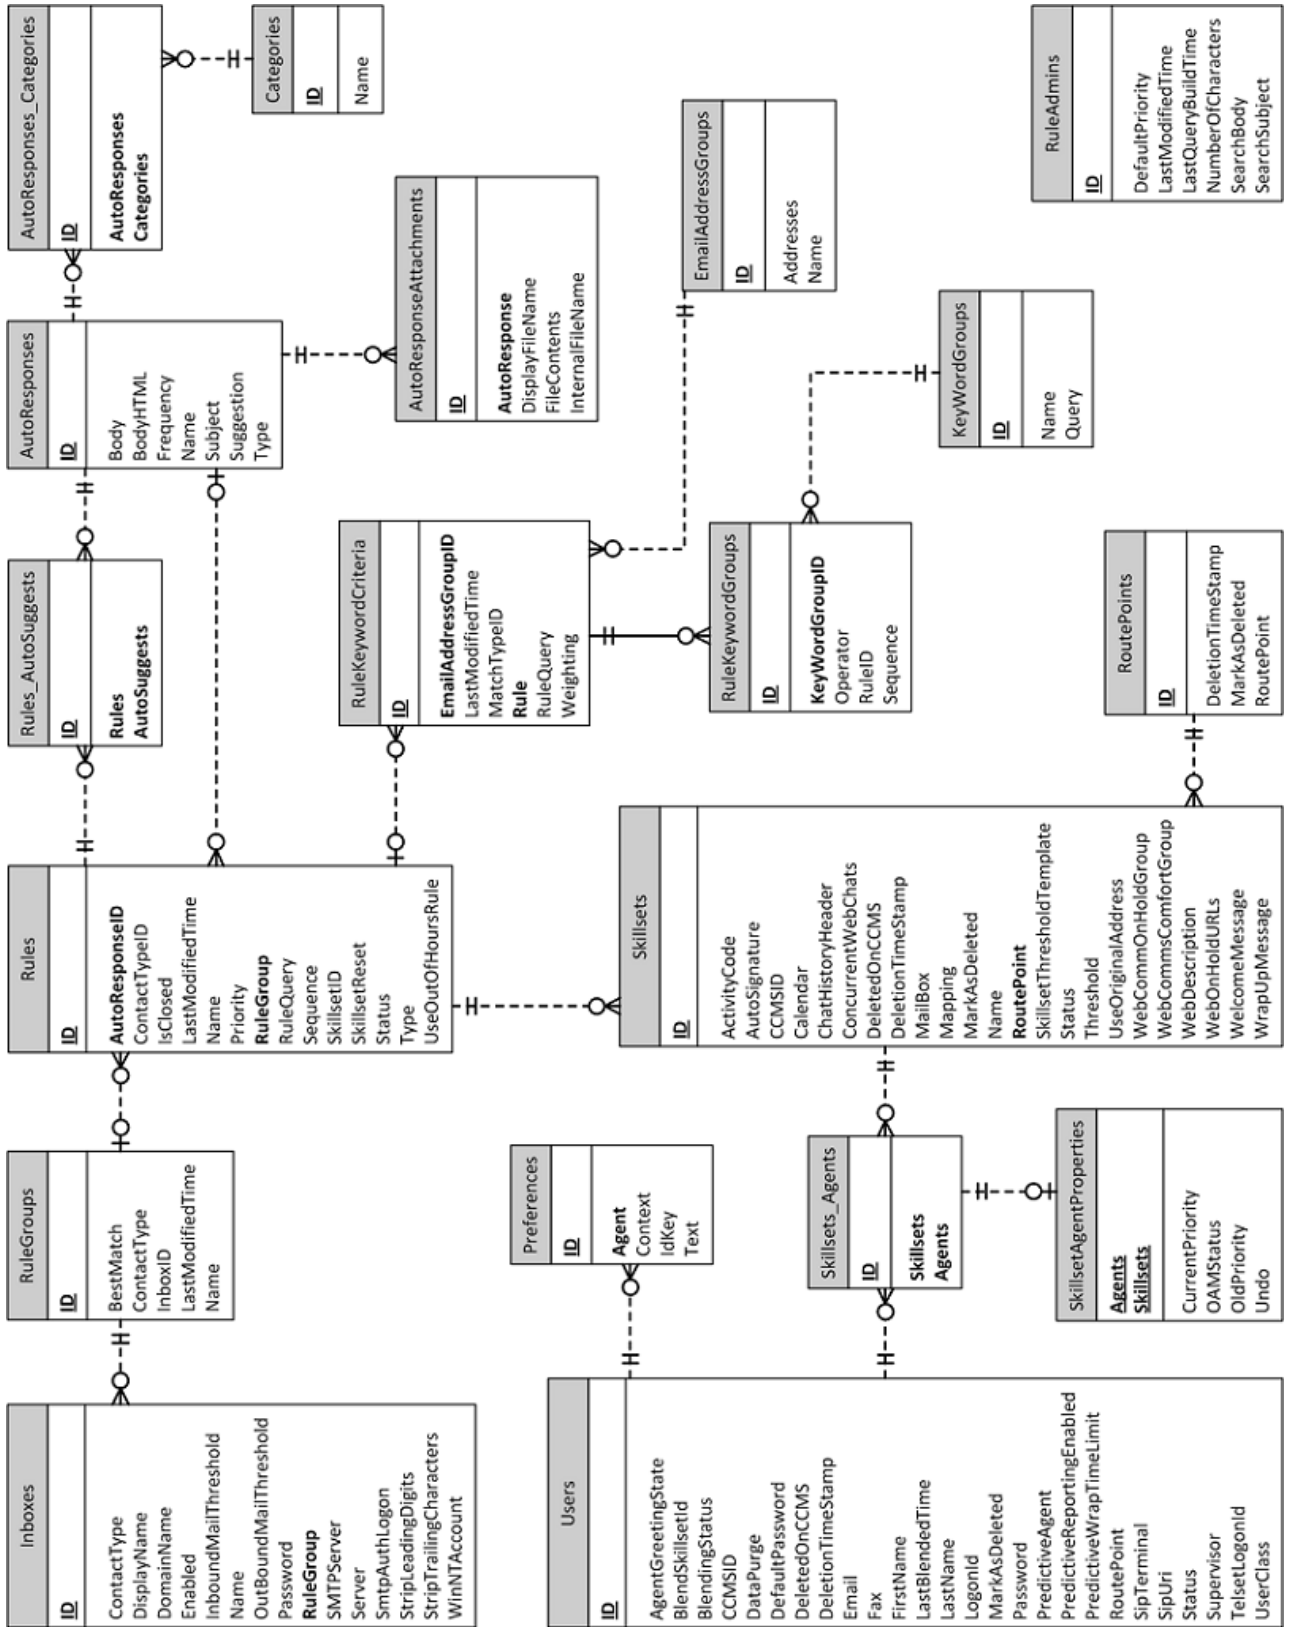 Inboxes
ID
ContactType
DisplayName
DomainName
Enabled
InboundMailThreshold
Name
OutBoundMailThreshold
Password
RuleGroup
SMTPServer
Server
SmtpAuthLogon
StripLeadingDigits
StripTrailingCharacters
WinNTAccount
RuleGroups
ID
BestMatch
ContactType
InboxID
LastModifiedTime
Name
Rules
ID
AutoResponseID
ContactTypeID
IsClosed
LastModifiedTime
Name
Priority
RuleGroup
RuleQuery
Sequence
SkillsetID
SkillsetReset
Status
Type
UseOutOfHoursRule
Rules_AutoSuggests
ID
Rules
AutoSuggests
AutoResponses
ID
Body
BodyHTML
Frequency
Name
Subject
Suggestion
Type
AutoResponses_Categories
ID
AutoResponses
Categories
Categories
ID
Name
AutoResponseAttachments
ID
AutoResponse
DisplayFileName
FileContents
InternalFileName
RuleKeywordCriteria
ID
EmailAddressGroupID
LastModifiedTime
MatchTypeID
Rule
RuleQuery
Weighting
EmailAddressGroups
ID
Addresses
Name
RuleKeywordGroups
ID
KeyWordGroupID
Operator
RuleID
Sequence
KeyWordGroups
ID
Name
Query
RuleAdmins
ID
DefaultPriority
LastModifiedTime
LastQueryBuildTime
NumberOfCharacters
SearchBody
SearchSubject
Users
ID
AgentGreetingState
BlendSkillsetId
BlendingStatus
CCMSID
DataPurge
DefaultPassword
DeletedOnCCMS
DeletionTimeStamp
Email
Fax
FirstName
LastBlendedTime
LastName
LogonId
MarkAsDeleted
Password
PredictiveAgent
PredictiveReportingEnabled
PredictiveWrapTimeLimit
RoutePoint
SipTerminal
SipUri
Status
Supervisor
TelsetLogonId
UserClass
Preferences
ID
Agent
Context
IdKey
Text
Skillsets_Agents
ID
Skillsets
Agents
SkillsetAgentProperties
Agents
Skillsets
CurrentPriority
OAMStatus
OldPriority
Undo
Skillsets
ID
ActivityCode
AutoSignature
CCMSID
Calendar
ChatHistoryHeader
ConcurrentWebChats
DeletedOnCCMS
DeletionTimeStamp
MailBox
Mapping
MarkAsDeleted
Name
RoutePoint
SkillsetThresholdTemplate
Status
Threshold
UseOriginalAddress
WebCommOnHoldGroup
WebCommsComfortGroup
WebDescription
WebOnHoldURLs
WelcomeMessage
WrapUpMessage
RoutePoints
ID
DeletionTimeStamp
MarkAsDeleted
RoutePoint